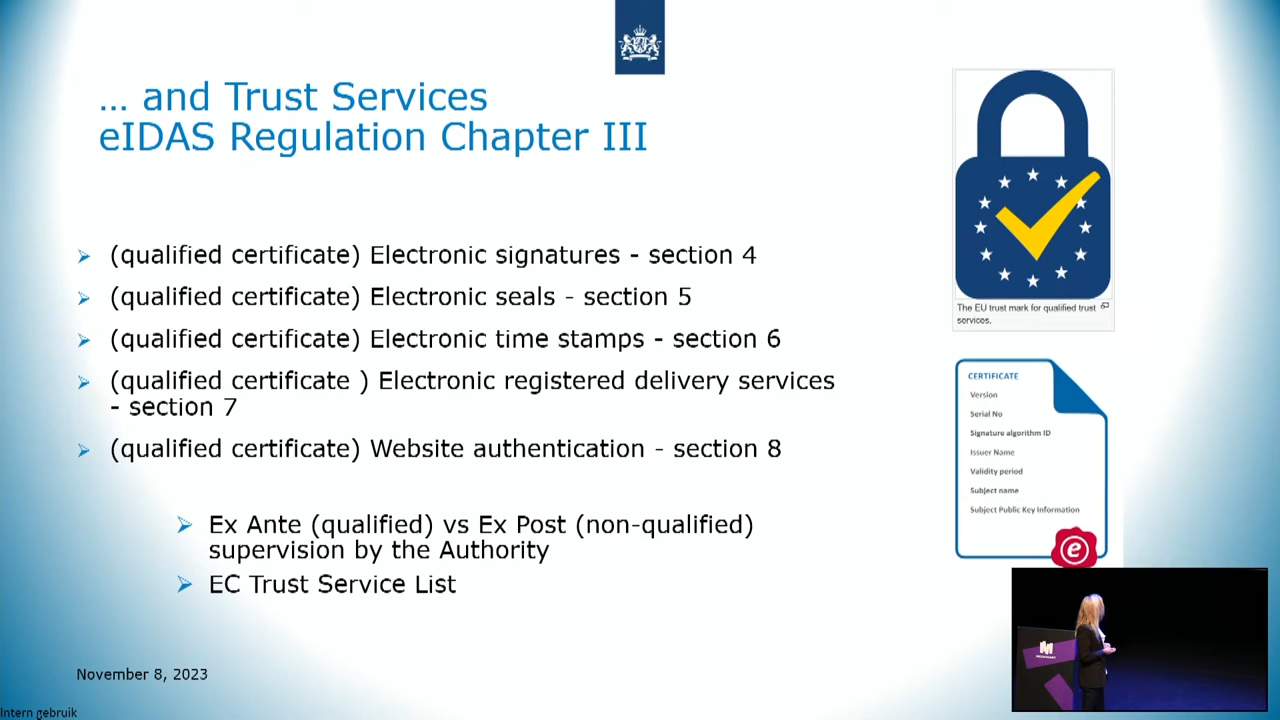 … and Trust Services
eIDAS Regulation Chapter III
(qualified certificate) Electronic signatures - section 4
(qualified certificate) Electronic seals - section 5
(qualified certificate) Electronic time stamps - section 6
(qualified certificate ) Electronic registered delivery services
- section 7
(qualified certificate) Website authentication - section 8
Ex Ante (qualified) vs Ex Post (non-qualified)
supervision by the Authority
EC Trust Service List
The EU trust mark for qualified trust
services.
CERTIFICATE
Version
Serial No
Signature algorithm ID
Issuer Name
Validity period
Subject name
Subject Public Key Information
e
November 8, 2023
Intern gebruik